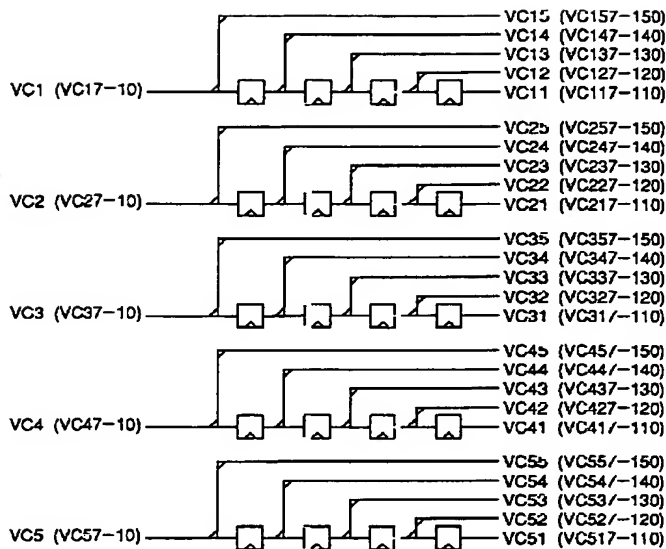 VC15 (VC157-150)
VC14 (VC147-140)
VC13 (VC137-130)
VC12 (VC127-120)
VC1 (VC17-10)
VC11 (VC117-110)
VC25 (VC257-150)
VC24 (VC247-140)
VC23 (VC237-130)
VC22 (VC227-120)
VC2 (VC27-10)
VC21 (VC217-110)
VC35 (VC357-150)
VC34 (VC347-140)
VC33 (VC337-130)
VC32 (VC327-120)
VC3 (VC37-10)
VC31 (VC317-110)
VC45 (VC457-150)
VC44 (VC447-140)
VC43 (VC437-130)
VC42 (VC427-120)
VC4 (VC47-10)
VC41 (VC417-110)
VC55 (VC557-150)
VC54 (VC547-140)
VC53 (VC537-130)
VC52 (VC527-120)
VC5 (VC57-10)
VC51 (VC517-110)